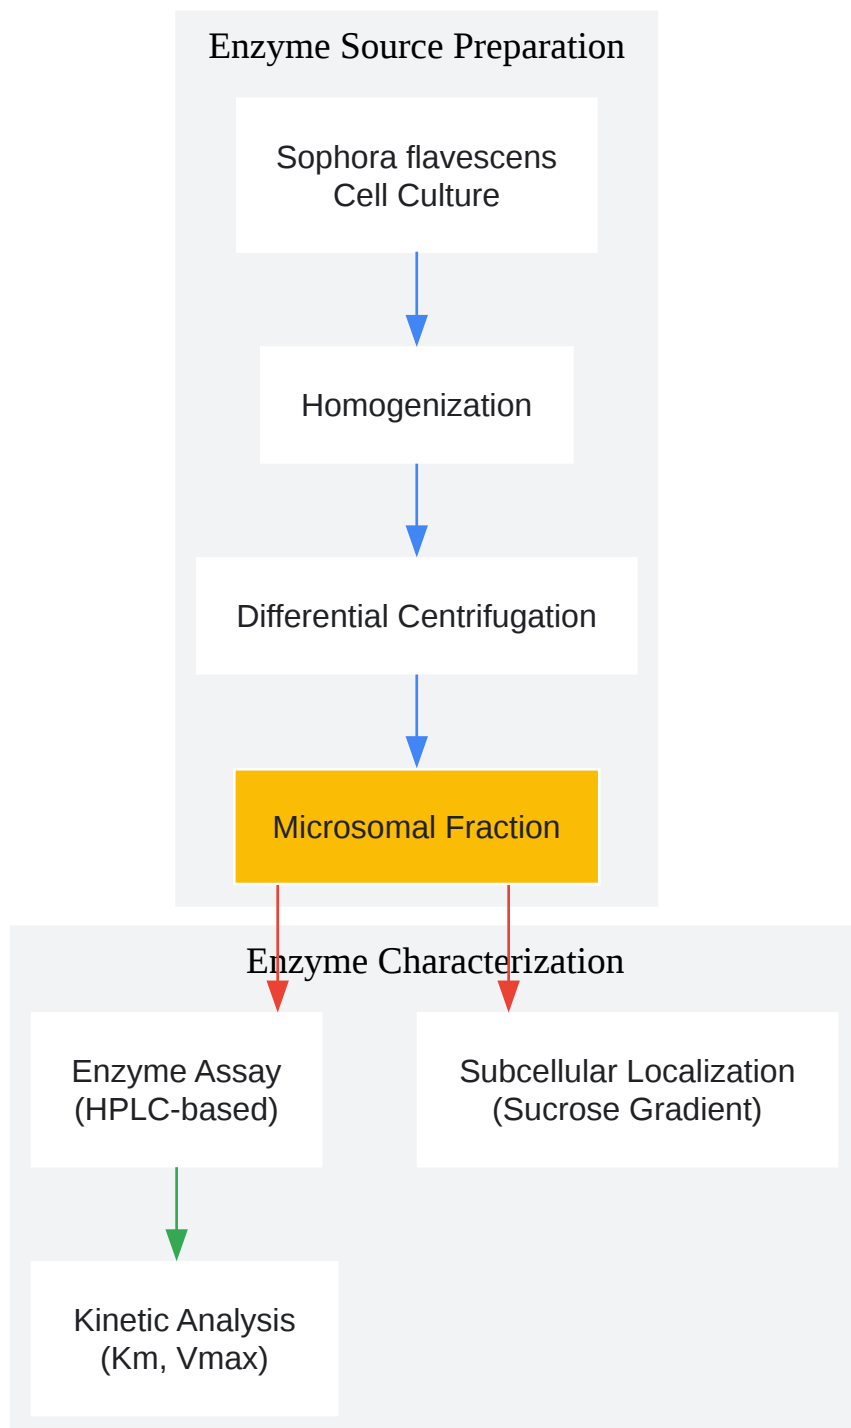 Enzyme Source Preparation
Sophora flavescens
Cell Culture
Homogenization
Differential Centrifugation
Microsomal Fraction
Enzyme Characterization
Enzyme Assay
(HPLC-based)
Subcellular Localization
(Sucrose Gradient)
Kinetic Analysis
(Km, Vmax)